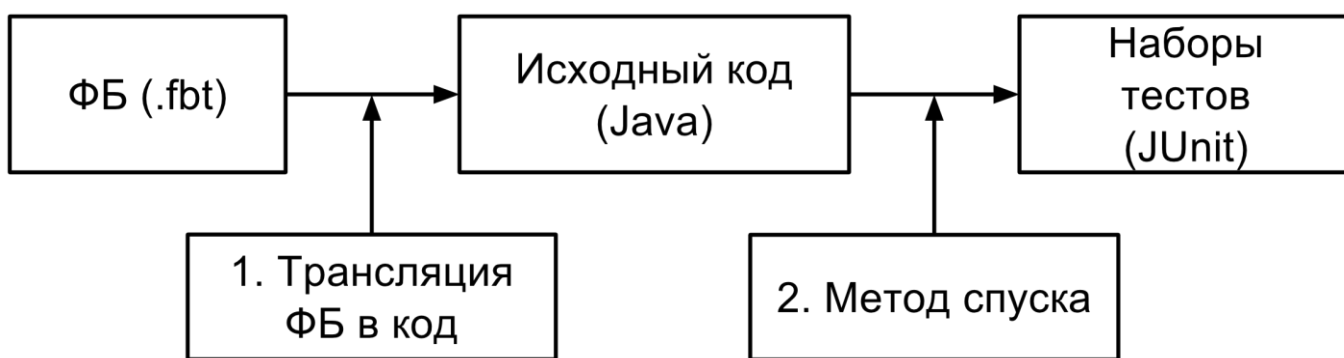 ФБ (.fbt)
Исходный код
(Java)
Наборы
тестов
(JUnit)
1. Трансляция
ФБ в код
2. Метод спуска